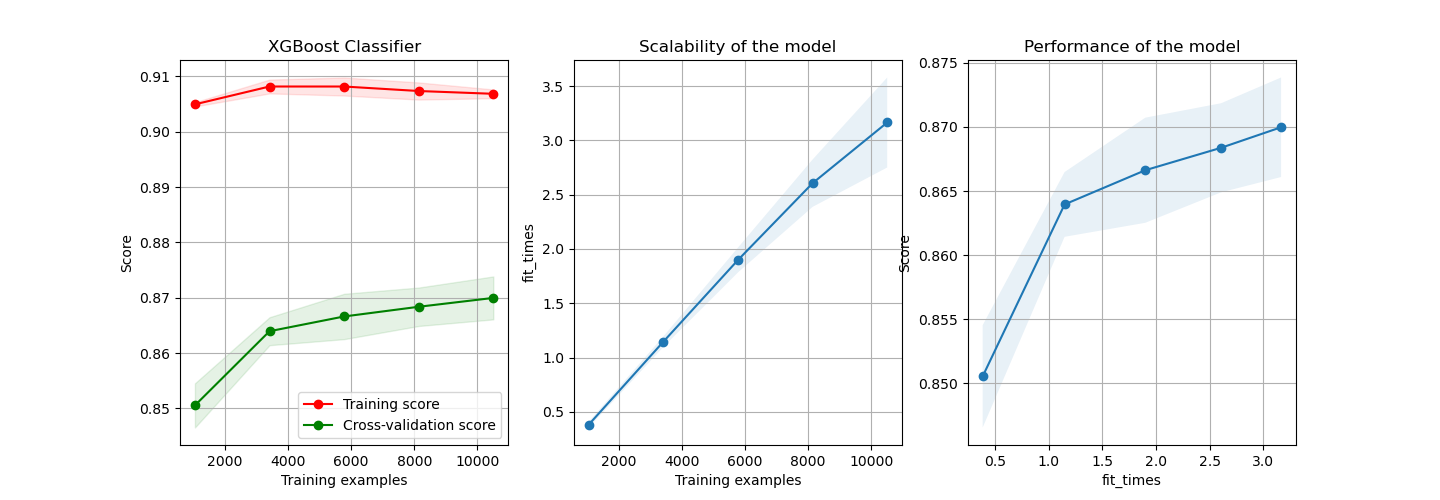 XGBoost Classifier
0.91
0.90
0.89
0.88
0.87
0.86
0.85
Score
Training score
Cross-validation score
2000 4000 6000 8000 10000
Training examples
Scalability of the model
3.5
3.0
2.5
2.0
1.5
1.0
0.5
fit_times
2000 4000 6000 8000 10000
Training examples
Performance of the model
0.875
0.870
0.865
0.860
0.855
0.850
Score
0.5 1.0 1.5 2.0 2.5 3.0
fit_times